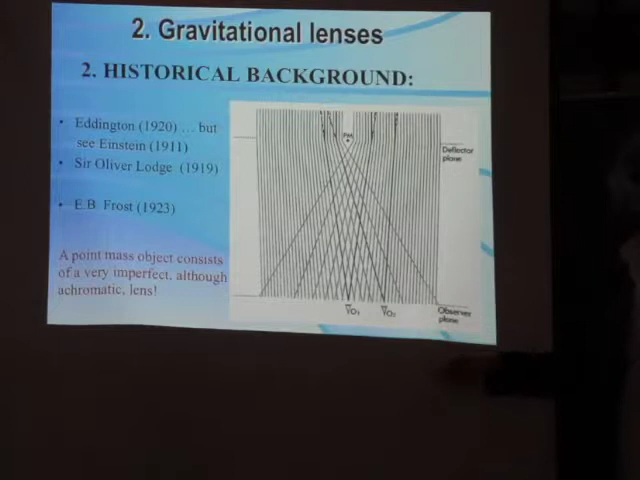 2. Gravitational lenses
2. HISTORICAL BACKGROUND:
• Eddington (1920) ... but
see Einstein (1911)
• Sir Oliver Lodge (1919)
• E.B. Frost (1923)
A point mass object consists
of a very imperfect, although
achromatic, lens!
Deflector
plane
Observer
plane